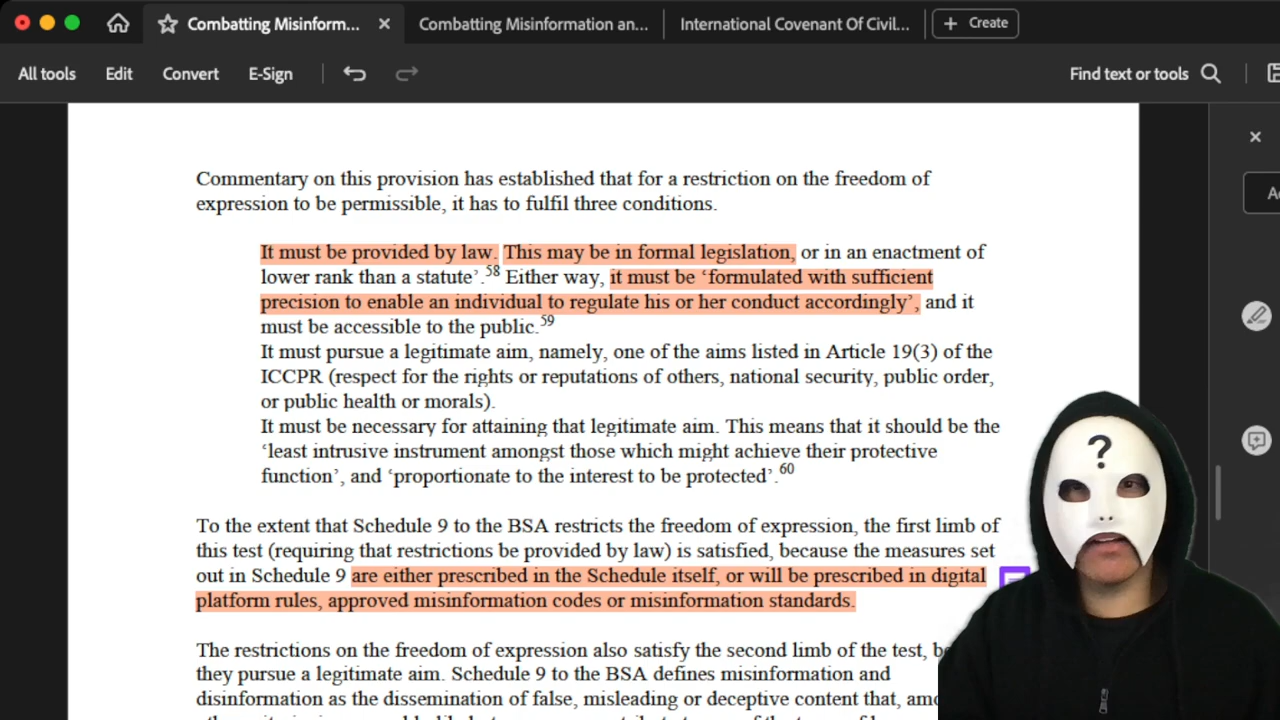 Combatting Misinform...
Combatting Misinformation an...
International Covenant Of Civil...
+ Create
All tools
Edit
Convert
E-Sign
Find text or tools
Commentary on this provision has established that for a restriction on the freedom of
expression to be permissible, it has to fulfil three conditions.
It must be provided by law. This may be in formal legislation, or in an enactment of
lower rank than a statute’.58 Either way, it must be ‘formulated with sufficient
precision to enable an individual to regulate his or her conduct accordingly’, and it
must be accessible to the public.59
It must pursue a legitimate aim, namely, one of the aims listed in Article 19(3) of the
ICCPR (respect for the rights or reputations of others, national security, public order,
or public health or morals).
It must be necessary for attaining that legitimate aim. This means that it should be the
‘least intrusive instrument amongst those which might achieve their protective
function’, and ‘proportionate to the interest to be protected’.60
To the extent that Schedule 9 to the BSA restricts the freedom of expression, the first limb of
this test (requiring that restrictions be provided by law) is satisfied, because the measures set
out in Schedule 9 are either prescribed in the Schedule itself, or will be prescribed in digital
platform rules, approved misinformation codes or misinformation standards.
The restrictions on the freedom of expression also satisfy the second limb of the test, b
they pursue a legitimate aim. Schedule 9 to the BSA defines misinformation and
disinformation as the dissemination of false, misleading or deceptive content that, amo
?